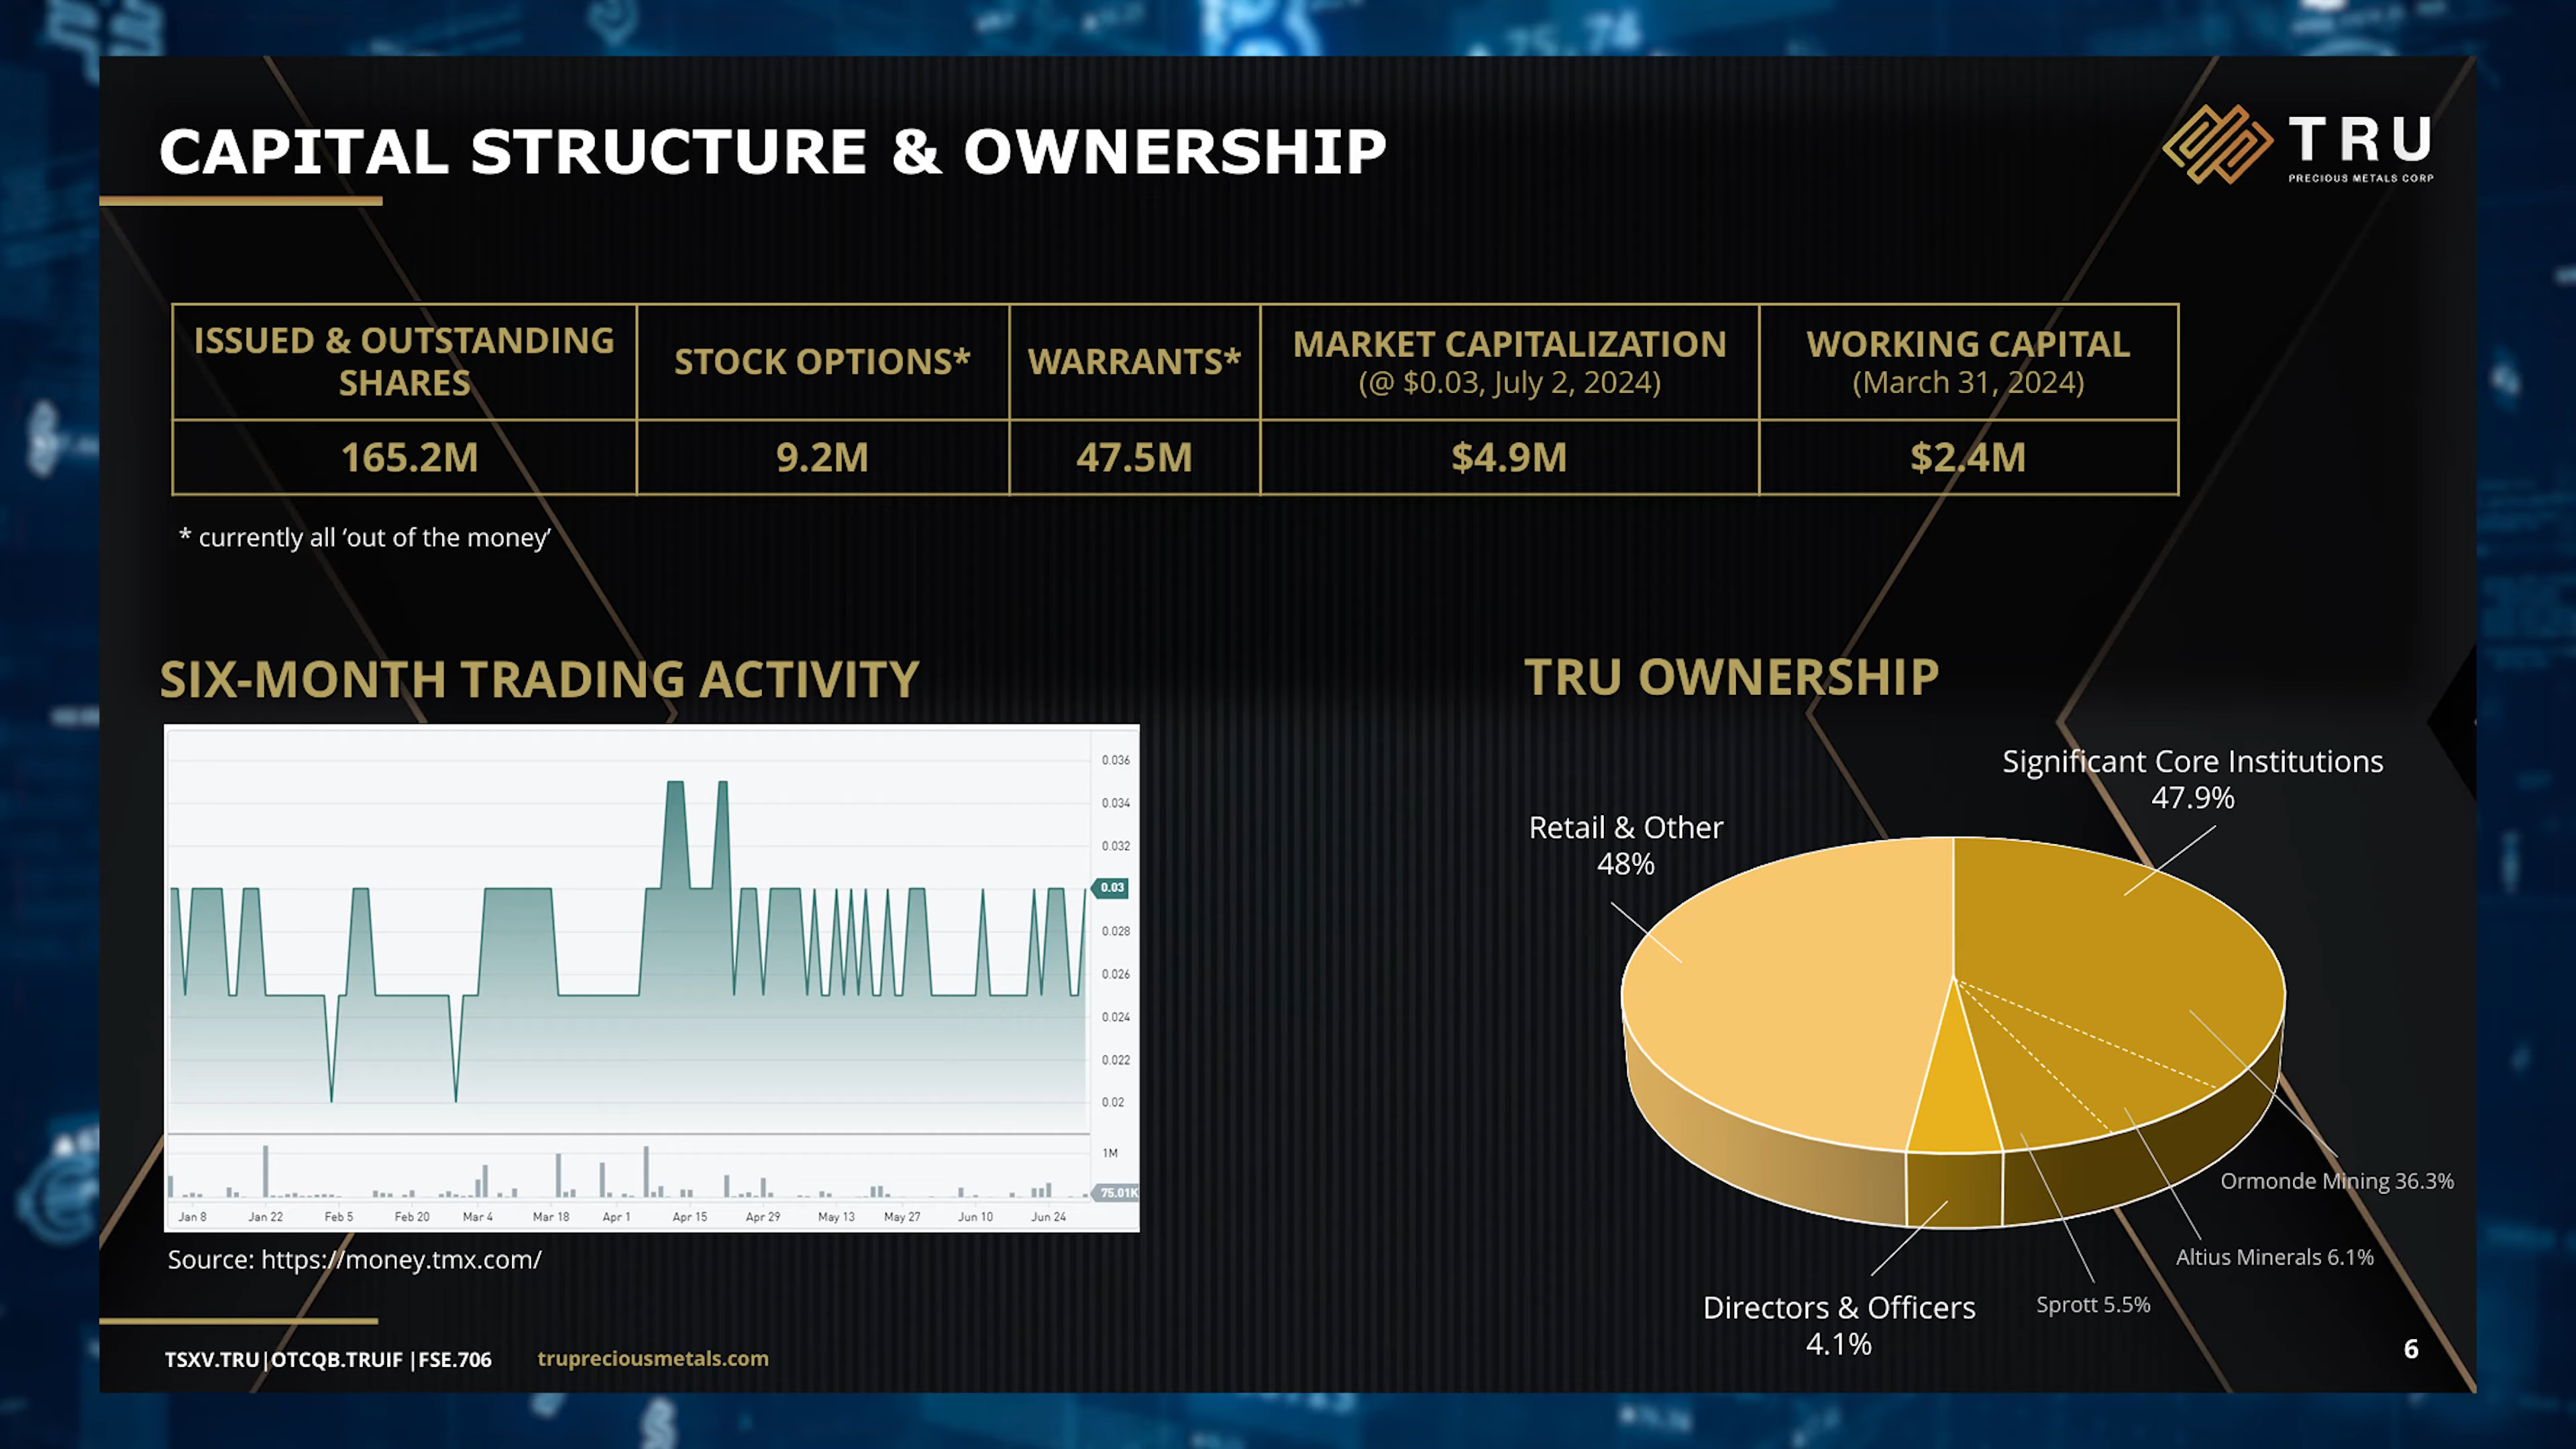 CAPITAL STRUCTURE & OWNERSHIP
TRU
PRECIOUS METALS CORP
ISSUED & OUTSTANDING
SHARES
STOCK OPTIONS*
WARRANTS*
MARKET CAPITALIZATION
(@ $0.03, July 2, 2024)
WORKING CAPITAL
(March 31, 2024)
165.2M
9.2M
47.5M
$4.9M
$2.4M
* currently all ‘out of the money’
SIX-MONTH TRADING ACTIVITY
0.036
0.034
0.032
0.03
0.028
0.026
0.024
0.022
0.02
1M
75.01K
Jan 8
Jan 22
Feb 5
Feb 20
Mar 4
Mar 18
Apr 1
Apr 15
Apr 29
May 13
May 27
Jun 10
Jun 24
Source: https://money.tmx.com/
TRU OWNERSHIP
Significant Core Institutions
47.9%
Retail & Other
48%
Ormonde Mining 36.3%
Altius Minerals 6.1%
Sprott 5.5%
Directors & Officers
4.1%
TSXV.TRU|OTCQB.TRUIF |FSE.706
trupreciousmetals.com
6